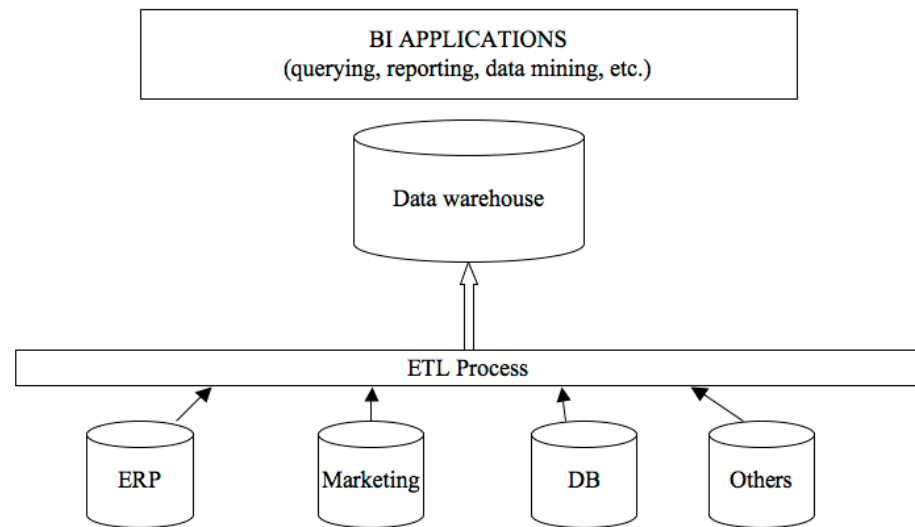 BI APPLICATIONS
(querying, reporting, data mining, etc.)
Data warehouse
ETL Process
ERP
Marketing
DB
Others